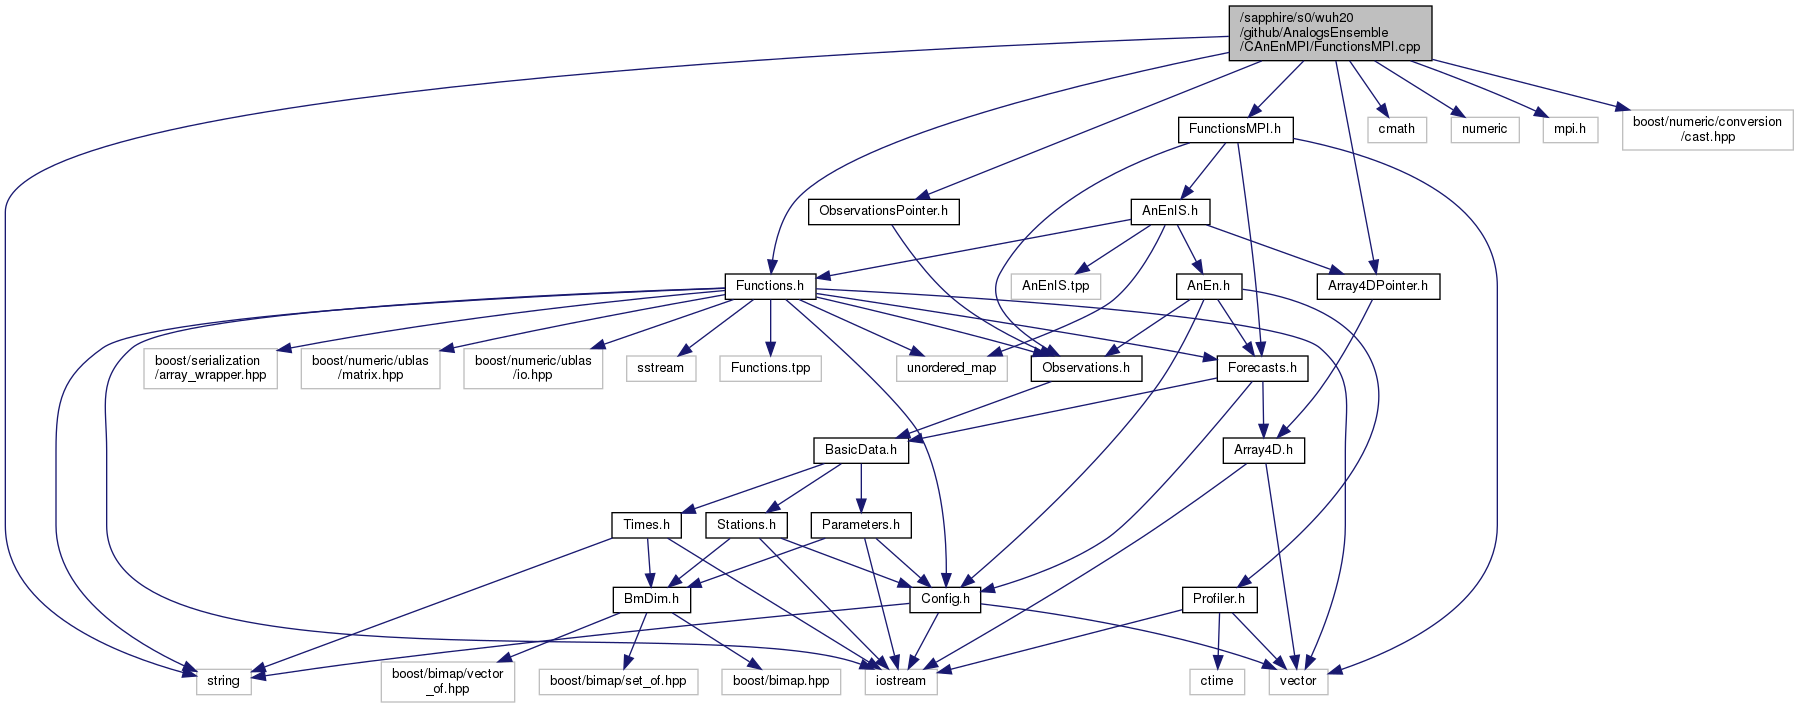 /sapphire/s0/wuh20
/github/AnalogsEnsemble
/CAnEnMPI/FunctionsMPI.cpp
FunctionsMPI.h
cmath
numeric
mpi.h
boost/numeric/conversion
/cast.hpp
ObservationsPointer.h
AnEnIS.h
Functions.h
AnEnIS.tpp
AnEn.h
Array4DPointer.h
boost/serialization
/array_wrapper.hpp
boost/numeric/ublas
/matrix.hpp
boost/numeric/ublas
/io.hpp
sstream
Functions.tpp
unordered_map
Observations.h
Forecasts.h
BasicData.h
Array4D.h
Times.h
Stations.h
Parameters.h
BmDim.h
Config.h
Profiler.h
string
boost/bimap/vector
_of.hpp
boost/bimap/set_of.hpp
boost/bimap.hpp
iostream
ctime
vector